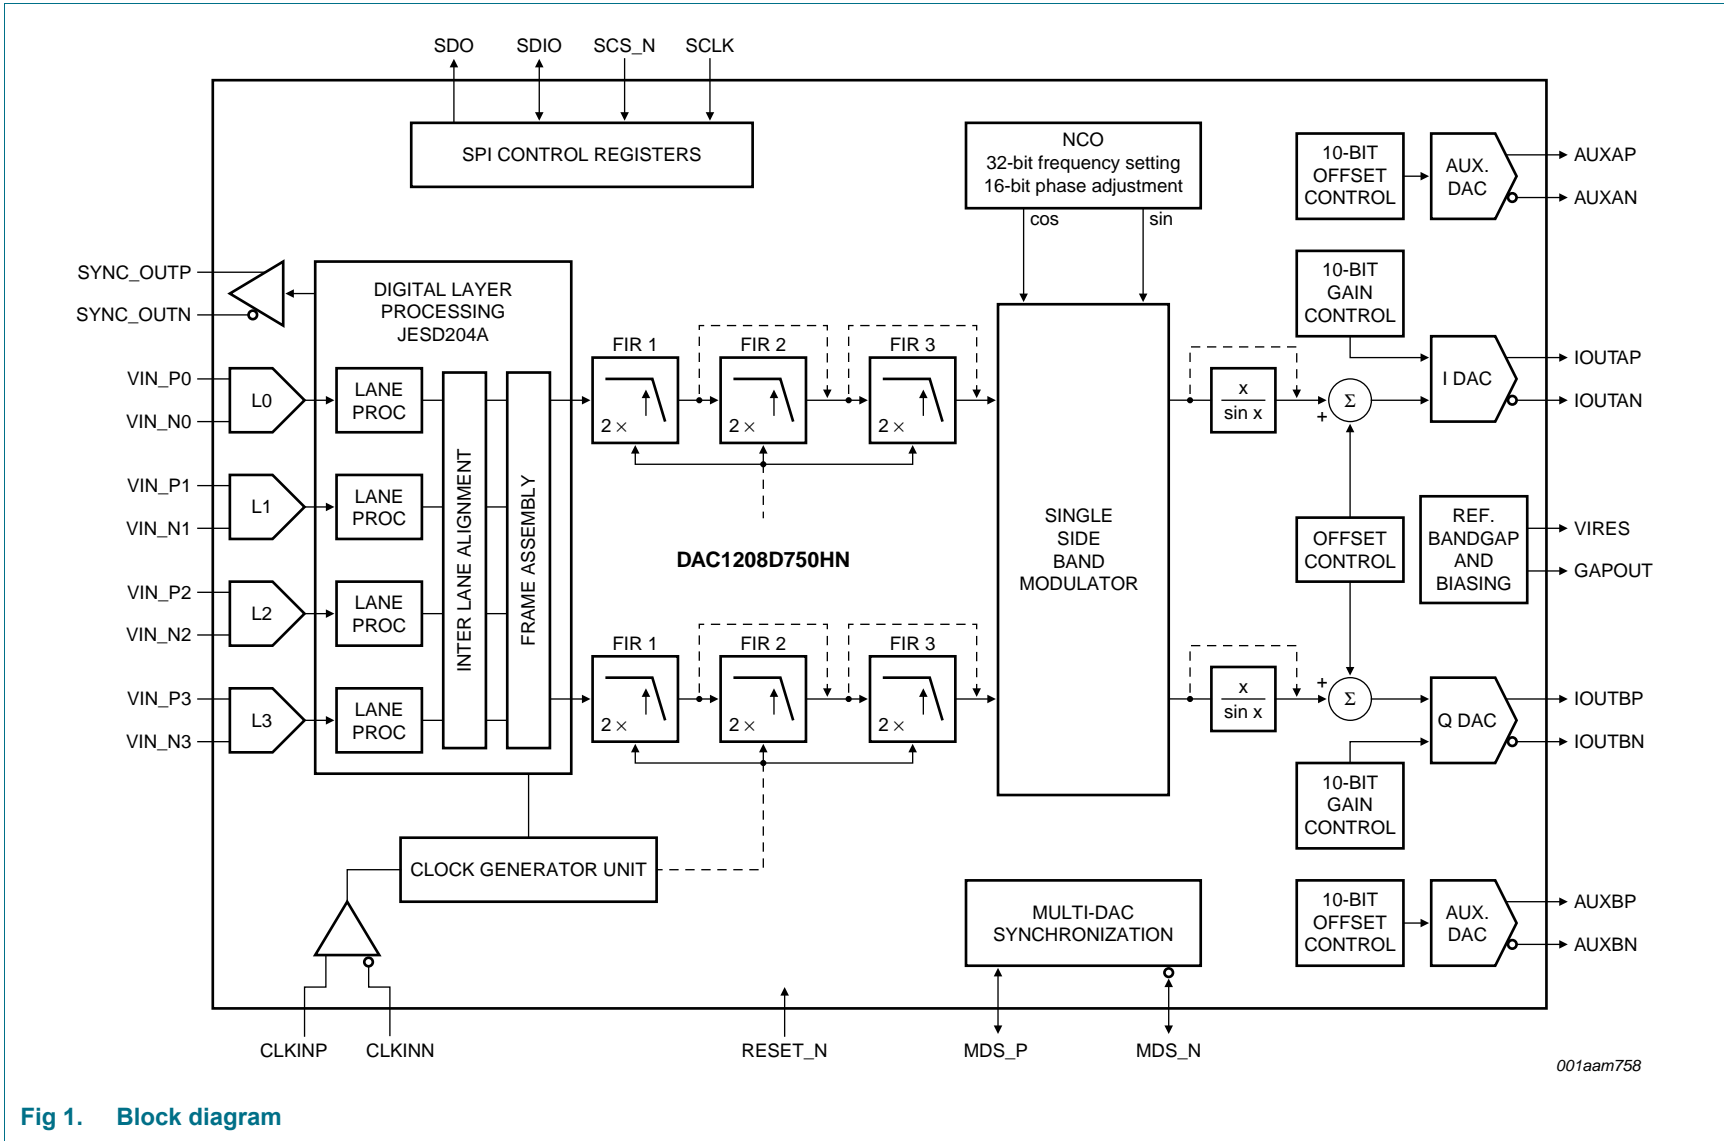 SDO SDIO SCS_N SCLK
SPI CONTROL REGISTERS
NCO
32-bit frequency setting
16-bit phase adjustment
cos sin
10-BIT
OFFSET
CONTROL
AUX.
DAC
AUXAP
AUXAN
SYNC_OUTP
SYNC_OUTN
DIGITAL LAYER
PROCESSING
JESD204A
10-BIT
GAIN
CONTROL
VIN_P0
VIN_N0
L0
LANE
PROC
VIN_P1
VIN_N1
L1
LANE
PROC
VIN_P2
VIN_N2
L2
LANE
PROC
VIN_P3
VIN_N3
L3
LANE
PROC
INTER LANE ALIGNMENT
FRAME ASSEMBLY
FIR 1
2 ×
FIR 2
2 ×
FIR 3
2 ×
DAC1208D750HN
FIR 1
2 ×
FIR 2
2 ×
FIR 3
2 ×
SINGLE
SIDE
BAND
MODULATOR
x
sin x
+
Σ
I DAC
IOUTAP
IOUTAN
OFFSET
CONTROL
REF.
BANDGAP
AND
BIASING
VIRES
GAPOUT
x
sin x
+
Σ
Q DAC
IOUTBP
IOUTBN
10-BIT
GAIN
CONTROL
CLOCK GENERATOR UNIT
MULTI-DAC
SYNCHRONIZATION
10-BIT
OFFSET
CONTROL
AUX.
DAC
AUXBP
AUXBN
CLKINP CLKINN RESET_N MDS_P MDS_N
001aam758
Fig 1. Block diagram